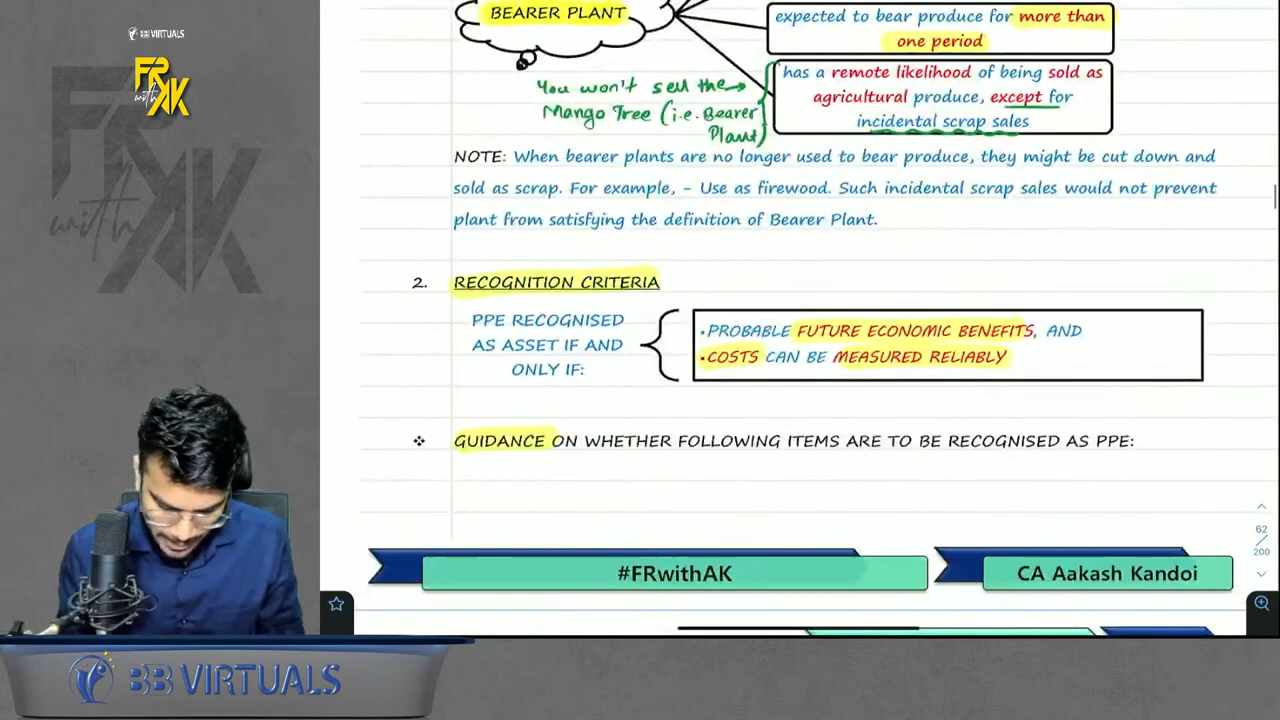 BB VIRTUALS
FR
with
AK
FR
with
AK
BEARER PLANT
expected to bear produce for more than
one period
has a remote likelihood of being sold as
agricultural produce, except for
incidental scrap sales
You won't sell the
Mango Tree (i.e. Bearer
Plant)
NOTE: When bearer plants are no longer used to bear produce, they might be cut down and
sold as scrap. For example, - Use as firewood. Such incidental scrap sales would not prevent
plant from satisfying the definition of Bearer Plant.
2. RECOGNITION CRITERIA
PPE RECOGNISED
AS ASSET IF AND
ONLY IF:
•PROBABLE FUTURE ECONOMIC BENEFITS, AND
•COSTS CAN BE MEASURED RELIABLY
❖ GUIDANCE ON WHETHER FOLLOWING ITEMS ARE TO BE RECOGNISED AS PPE:
62
/
200
#FRwithAK
CA Aakash Kandoi
BB VIRTUALS